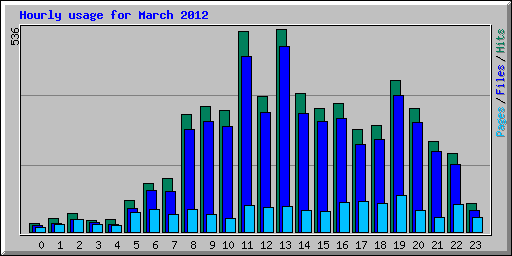 Hourly usage for March 2012
536
Pages / Files / Hits
0 1 2 3 4 5 6 7 8 9 10 11 12 13 14 15 16 17 18 19 20 21 22 23